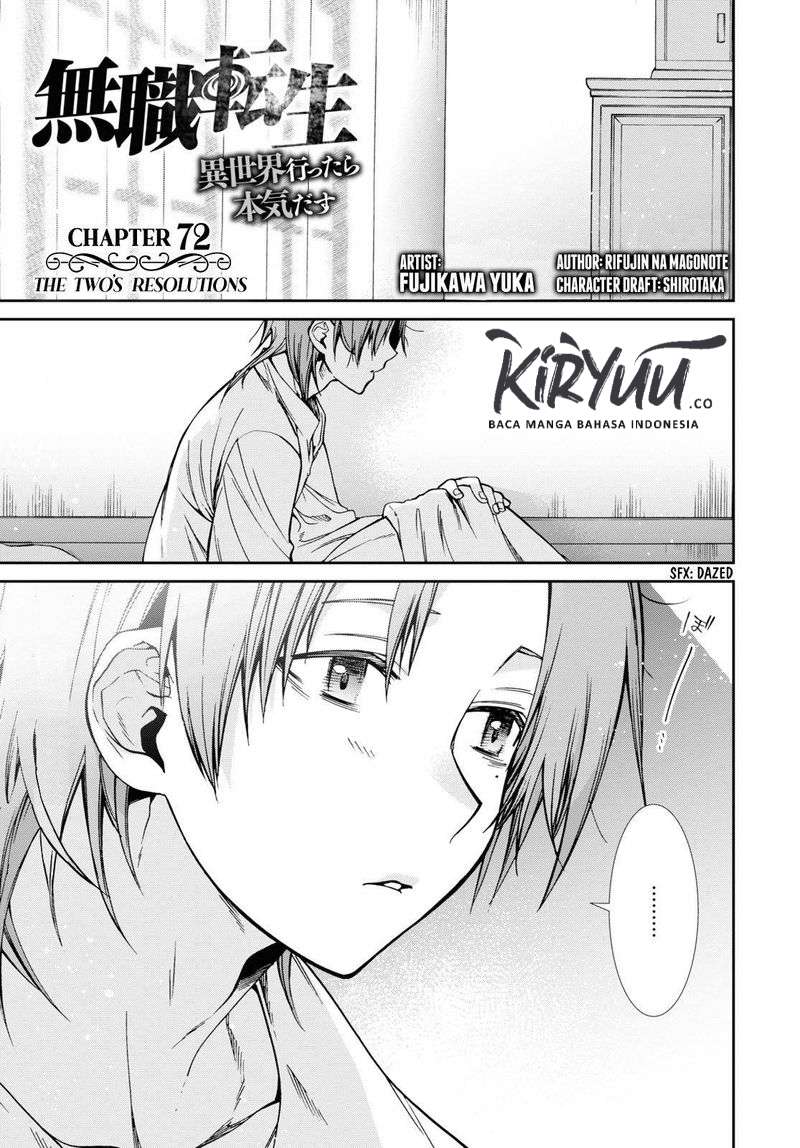 無職転生
異世界行ったら
本気だす
CHAPTER 72
THE TWO'S RESOLUTIONS
ARTIST:
FUJIKAWA YUKA
AUTHOR: RIFUJIN NA MAGONOTE
CHARACTER DRAFT: SHIROTAKA
KIRYUU.CO
BACA MANGA BAHASA INDONESIA
SFX: DAZED
ぼー
…………